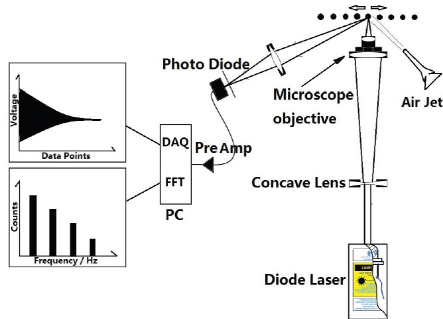 Photo Diode
Microscope
objective
Air Jet
Voltage
Data Points
DAQ
PreAmp
FFT
PC
Counts
Frequency / Hz
Concave Lens
Diode Laser